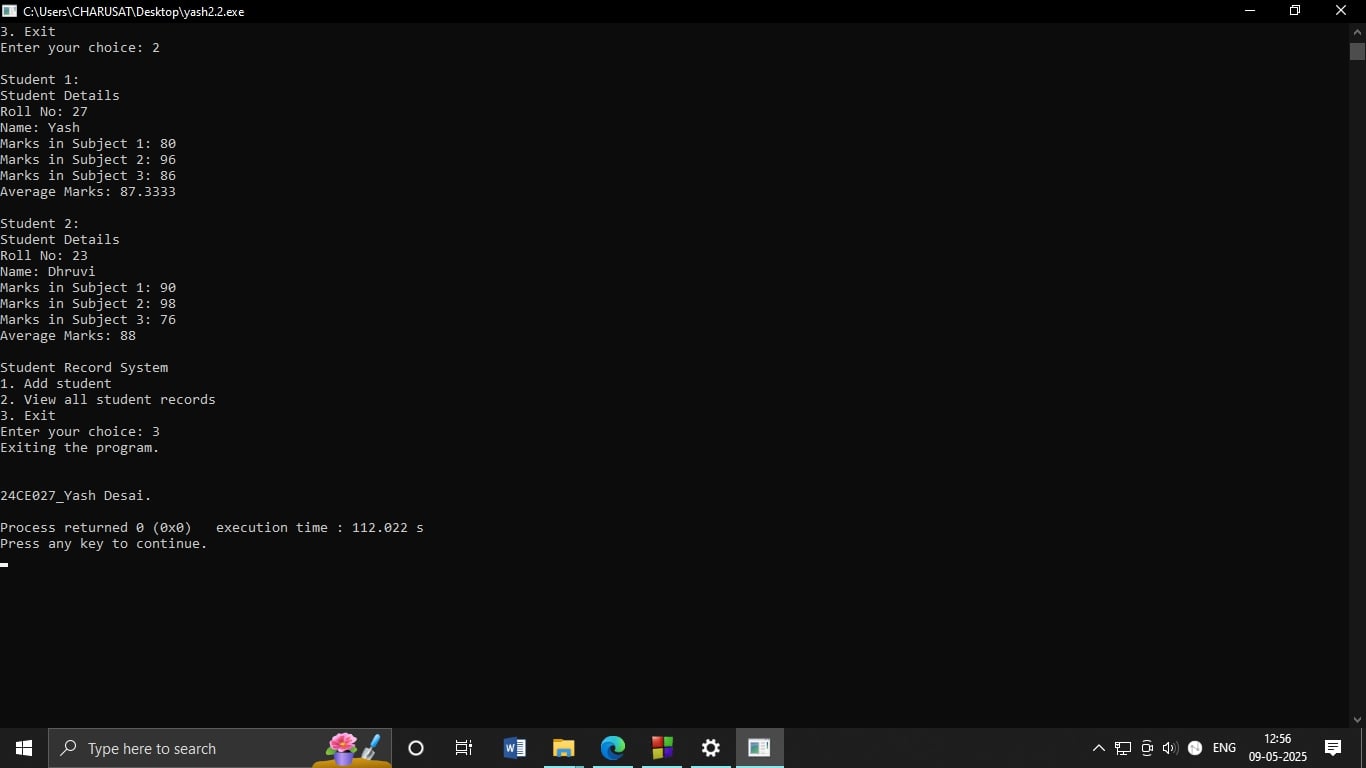 C:\Users\CHARUSAT\Desktop\yash2.2.exe
3. Exit
Enter your choice: 2
Student 1:
Student Details
Roll No: 27
Name: Yash
Marks in Subject 1: 80
Marks in Subject 2: 96
Marks in Subject 3: 86
Average Marks: 87.3333
Student 2:
Student Details
Roll No: 23
Name: Dhruvi
Marks in Subject 1: 90
Marks in Subject 2: 98
Marks in Subject 3: 76
Average Marks: 88
Student Record System
1. Add student
2. View all student records
3. Exit
Enter your choice: 3
Exiting the program.
24CE027_Yash Desai.
Process returned 0 (0x0)   execution time : 112.022 s
Press any key to continue.
Type here to search
ENG
12:56
09-05-2025